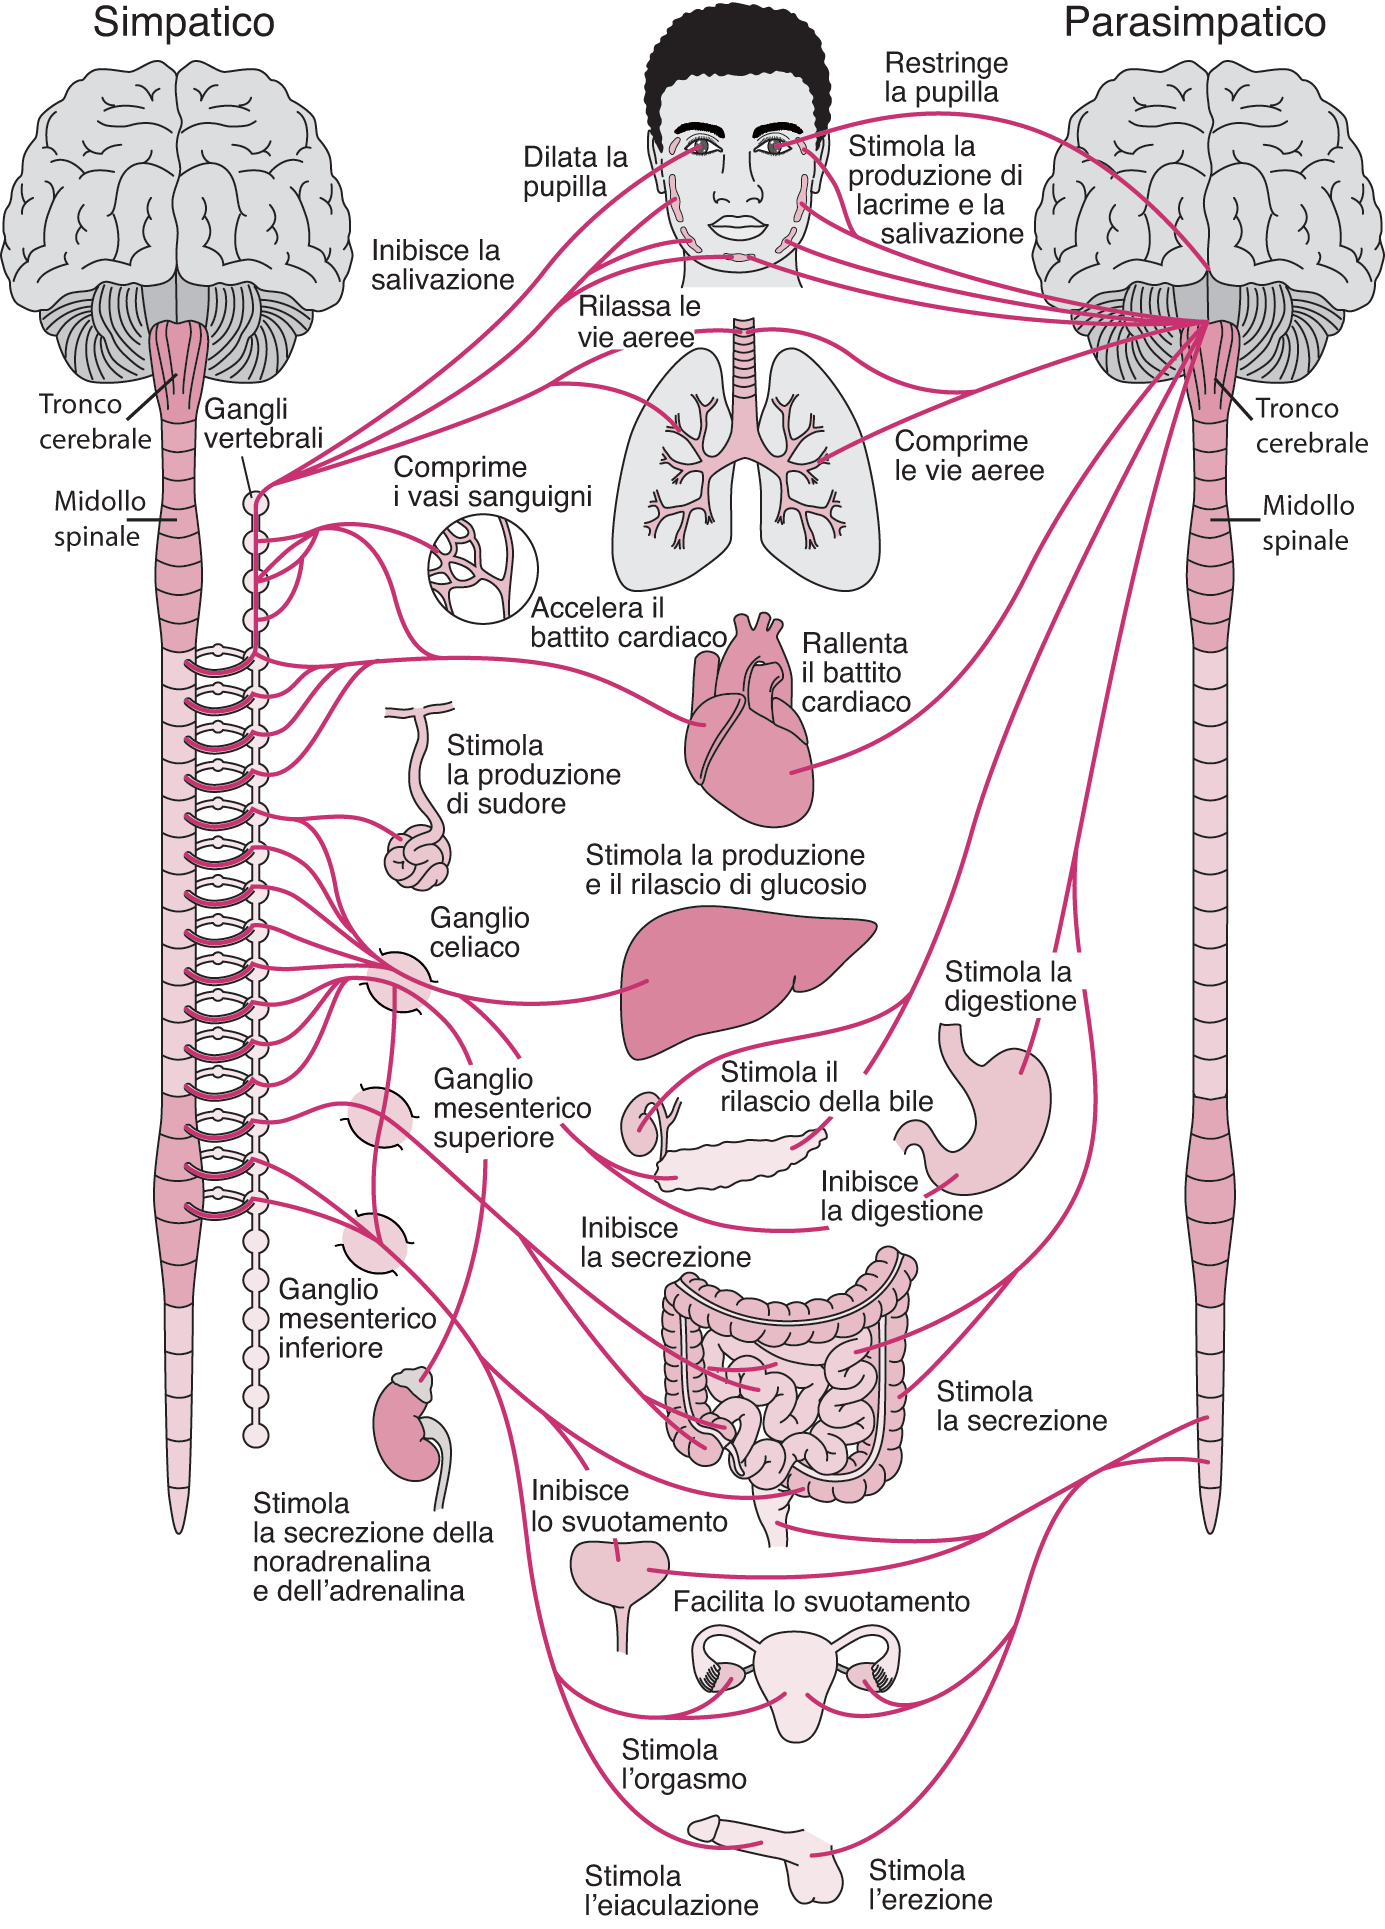 Simpatico
Parasimpatico
Restringe
la pupilla
Dilata la
pupilla
Stimola la
produzione di
lacrime e la
salivazione
Inibisce la
salivazione
Rilassa le
vie aeree
Tronco
cerebrale
Gangli
vertebrali
Tronco
cerebrale
Comprime
i vasi sanguigni
Comprime
le vie aeree
Midollo
spinale
Midollo
spinale
Accelera il
battito cardiaco
Rallenta
il battito
cardiaco
Stimola
la produzione
di sudore
Stimola la produzione
e il rilascio di glucosio
Ganglio
celiaco
Stimola la
digestione
Ganglio
mesenterico
superiore
Stimola il
rilascio della bile
Inibisce
la digestione
Inibisce
la secrezione
Ganglio
mesenterico
inferiore
Stimola
la secrezione
Stimola
la secrezione della
noradrenalina
e dell'adrenalina
Inibisce
lo svuotamento
Facilita lo svuotamento
Stimola
l'orgasmo
Stimola
l'eiaculazione
Stimola
l'erezione